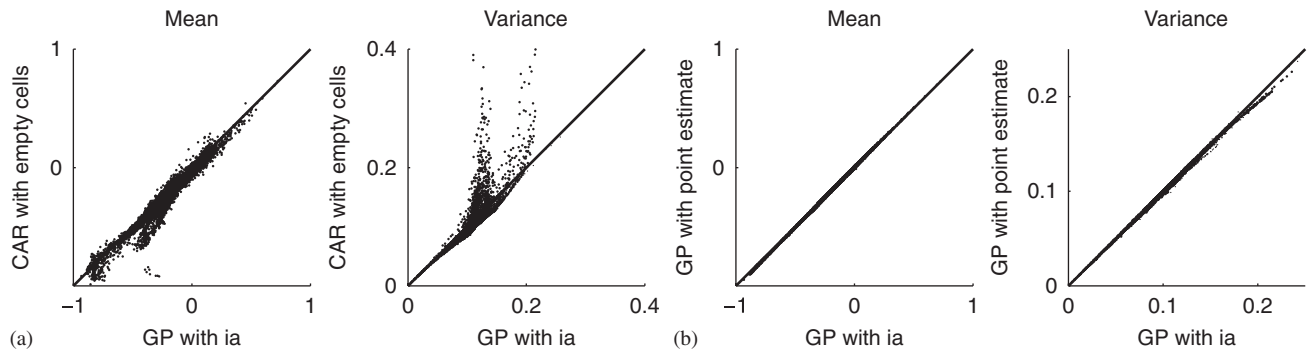 Mean
CAR with empty cells
1
0
−1
0
1
GP with ia
(a)
Variance
CAR with empty cells
0.4
0.2
0
0
0.2
0.4
GP with ia
Mean
GP with point estimate
1
0
−1
0
1
GP with ia
(b)
Variance
GP with point estimate
0.2
0.1
0
0
0.1
0.2
GP with ia